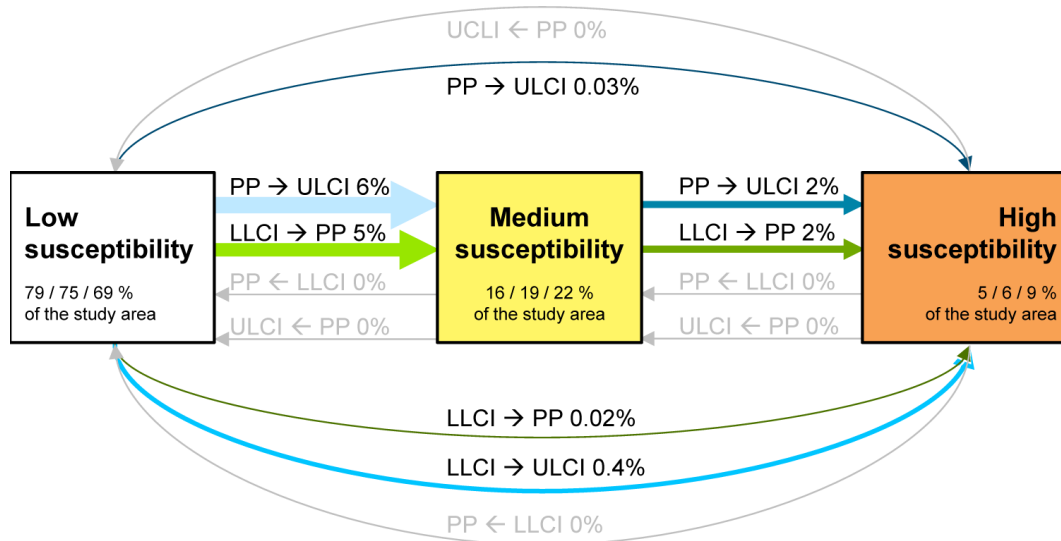 UCLI ← PP 0%
PP → ULCI 0.03%
PP → ULCI 6%
PP → ULCI 2%
Low
susceptibility
Medium
susceptibility
High
susceptibility
LLCI → PP 5%
LLCI → PP 2%
PP ← LLCI 0%
PP ← LLCI 0%
79 / 75 / 69 %
of the study area
16 / 19 / 22 %
of the study area
5 / 6 / 9 %
of the study area
ULCI ← PP 0%
ULCI ← PP 0%
LLCI → PP 0.02%
LLCI → ULCI 0.4%
PP ← LLCI 0%